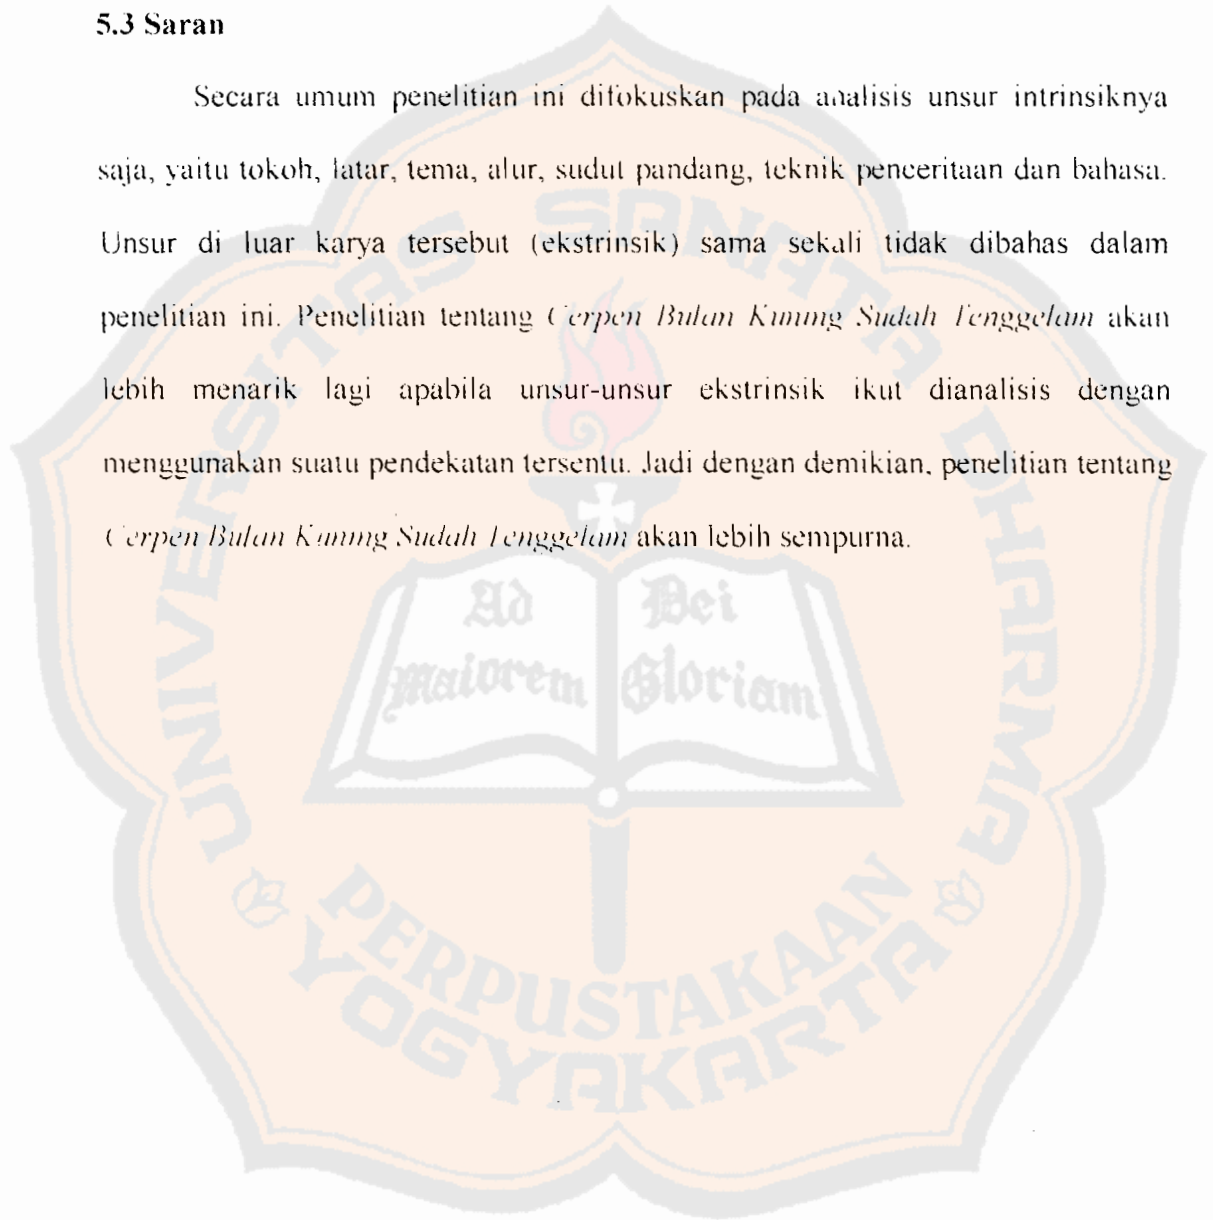 5.3 Saran
Secara umum penelitian ini difokuskan pada analisis unsur intrinsiknya
saja, yaitu tokoh, latar, tema, alur, sudut pandang, teknik penceritaan dan bahasa.
Unsur di luar karya tersebut (ekstrinsik) sama sekali tidak dibahas dalam
penelitian ini. Penelitian tentang Cerpen Bulan Kuning Sudah Tenggelam akan
lebih menarik lagi apabila unsur-unsur ekstrinsik ikut dianalisis dengan
menggunakan suatu pendekatan tersentu. Jadi dengan demikian, penelitian tentang
Cerpen Bulan Kuning Sudah Tenggelam akan lebih sempurna.
UNIVERSITAS SANATA DHARMA
Ad Dei
Maiorem Gloriam
PERPUSTAKAAN
YOGYAKARTA